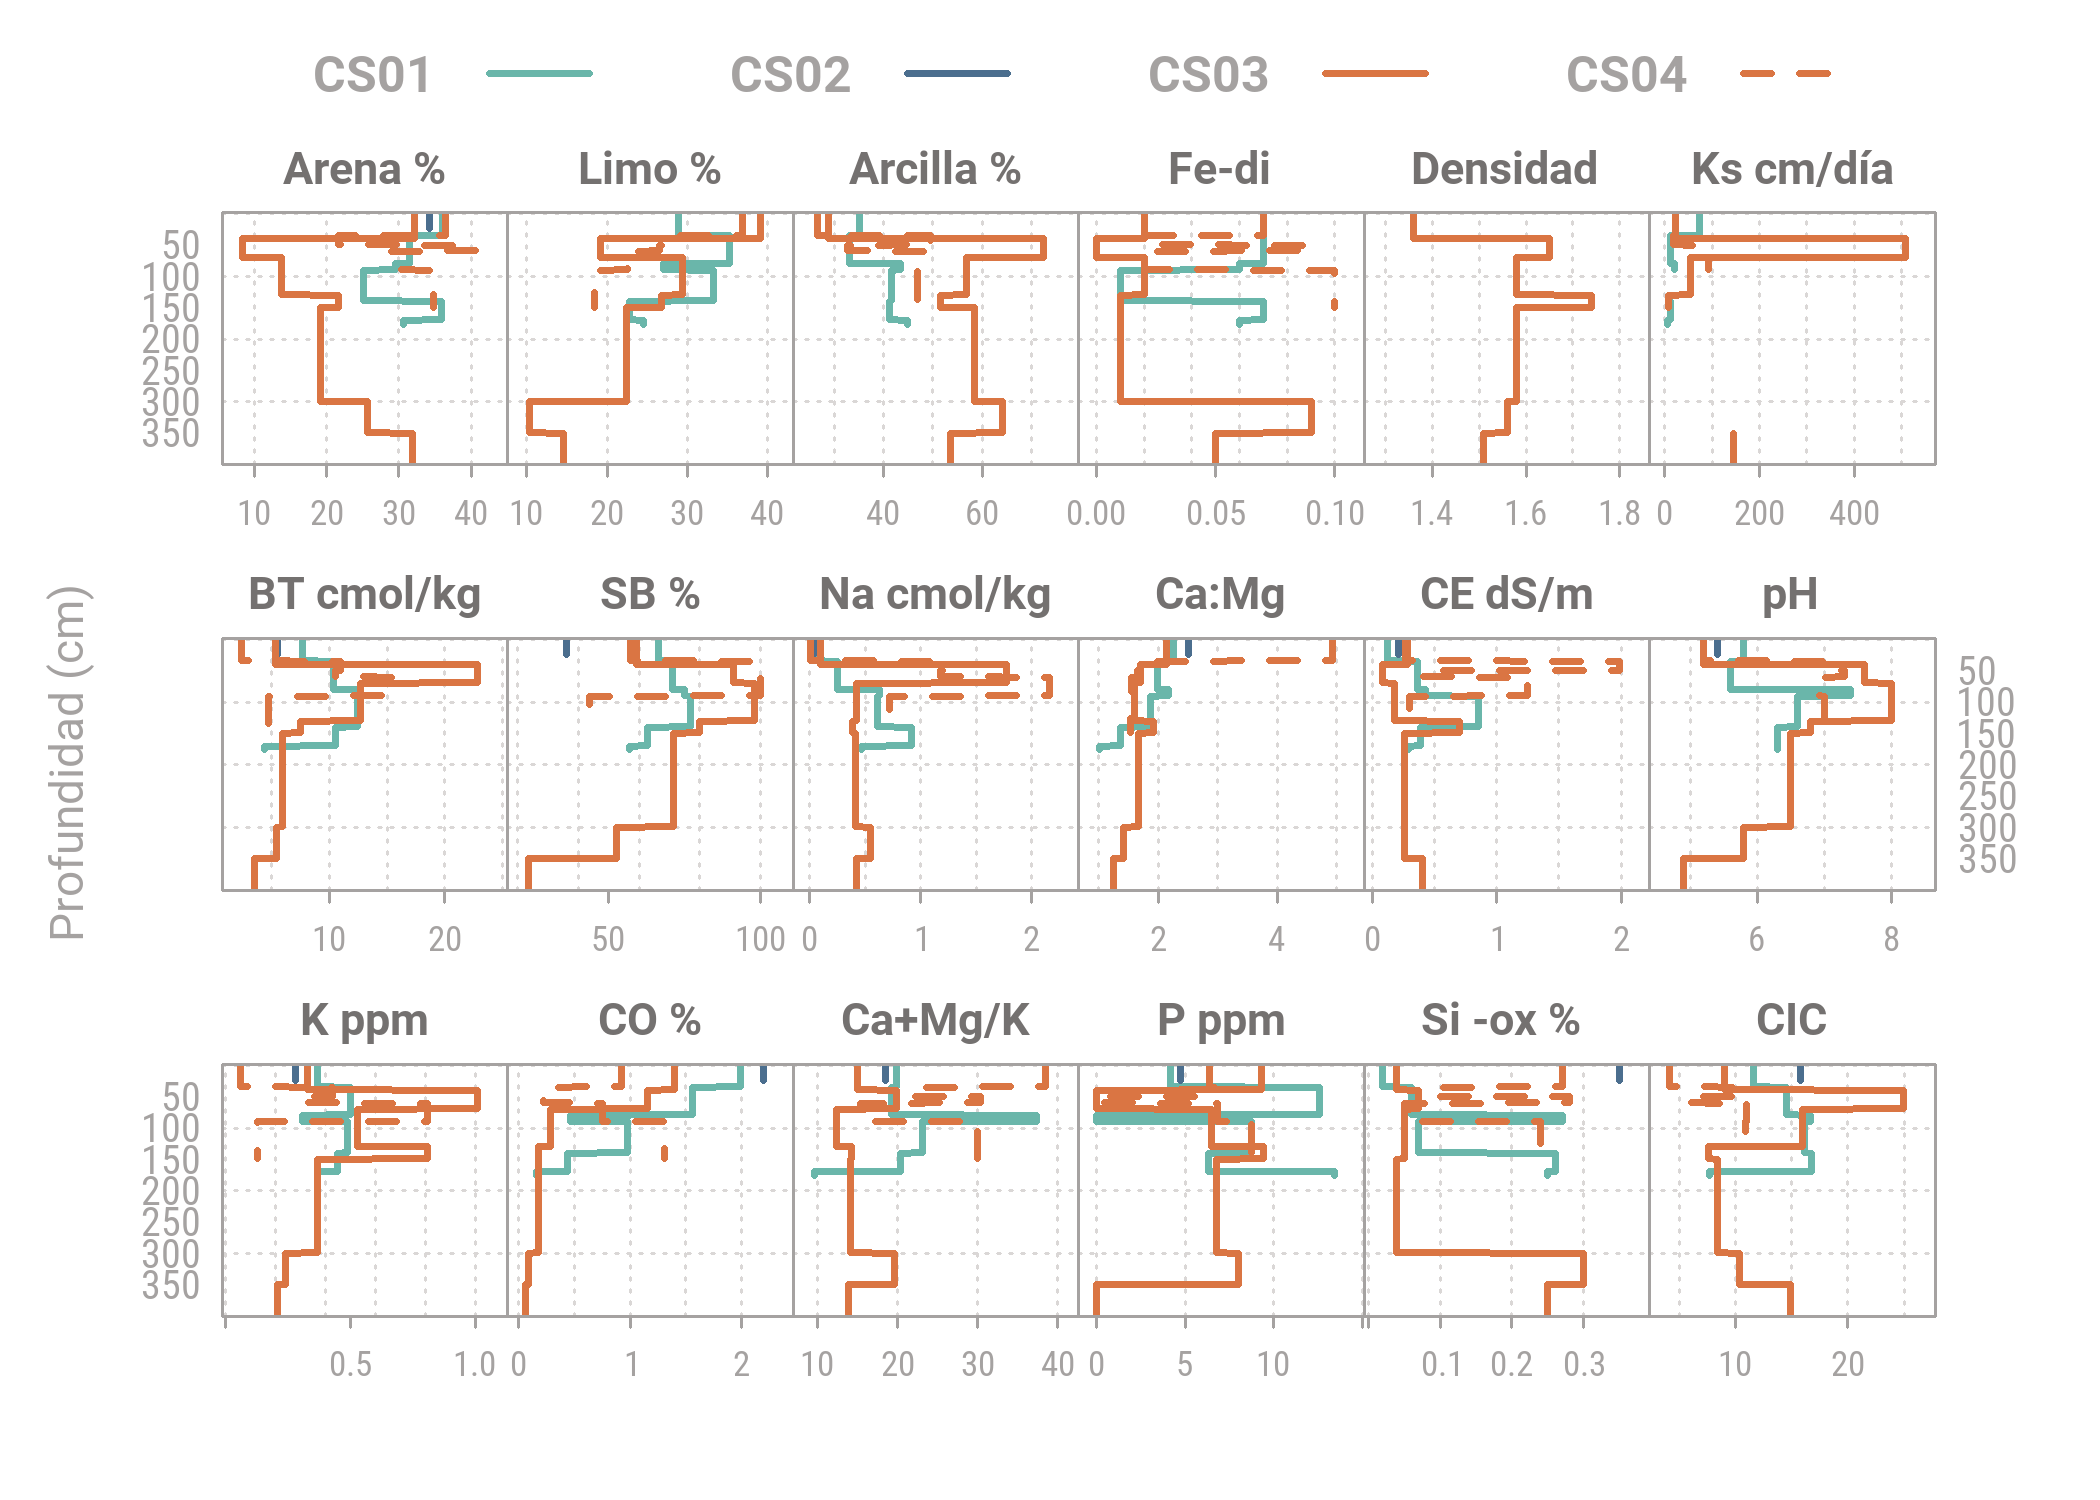 CS01 CS02 CS03 CS04
Arena % Limo % Arcilla % Fe-di Densidad Ks cm/día
50
100
150
200
250
300
350
10 20 30 40 10 20 30 40 40 60 0.00 0.05 0.10 1.4 1.6 1.8 0 200 400
Profundidad (cm)
BT cmol/kg SB % Na cmol/kg Ca:Mg CE dS/m pH
50
100
150
200
250
300
350
10 20 50 100 0 1 2 2 4 0 1 2 6 8
K ppm CO % Ca+Mg/K P ppm Si -ox % CIC
50
100
150
200
250
300
350
0.5 1.0 0 1 2 10 20 30 40 0 5 10 0.1 0.2 0.3 10 20